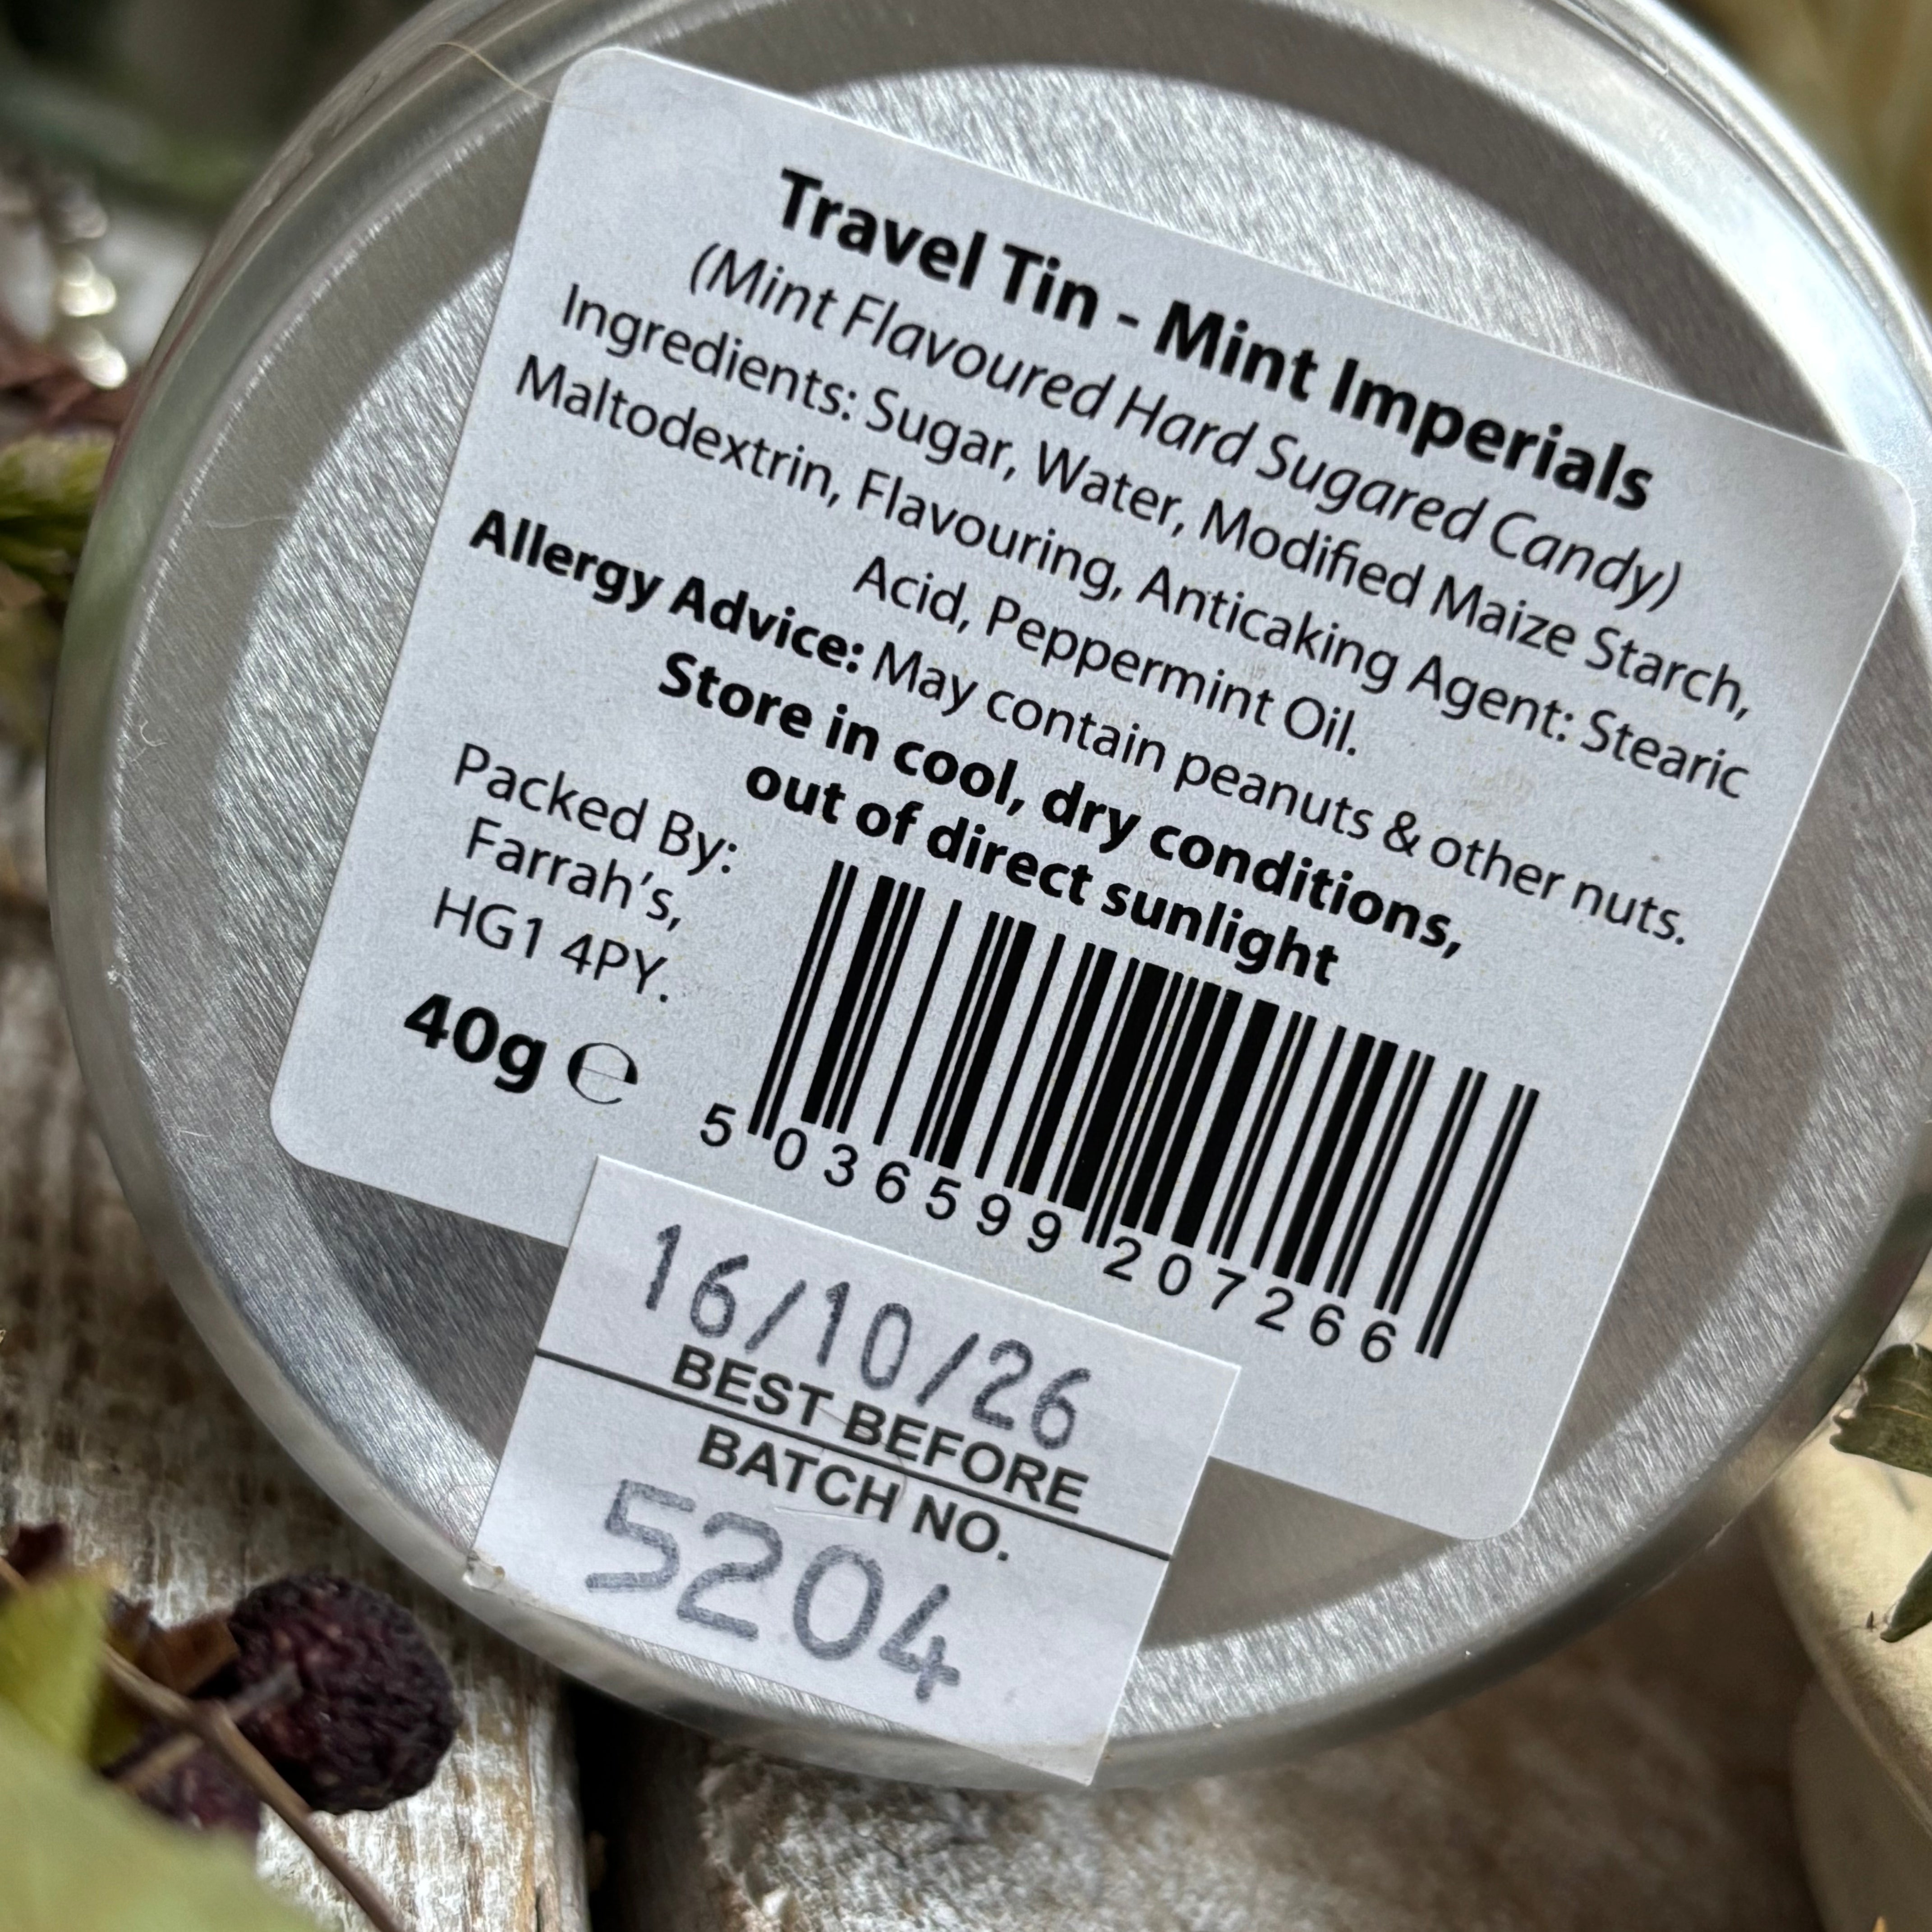 Travel Tin - Mint Imperials
(Mint Flavoured Hard Sugared Candy)
Ingredients: Sugar, Water, Modified Maize Starch,
Maltodextrin, Flavouring, Anticaking Agent: Stearic
Acid, Peppermint Oil.
Allergy Advice: May contain peanuts & other nuts.
Store in cool, dry conditions,
out of direct sunlight
Packed By:
Farrah's,
HG1 4PY.
40g ℮
5 036599 207266
16/10/26
BEST BEFORE
BATCH NO.
5204